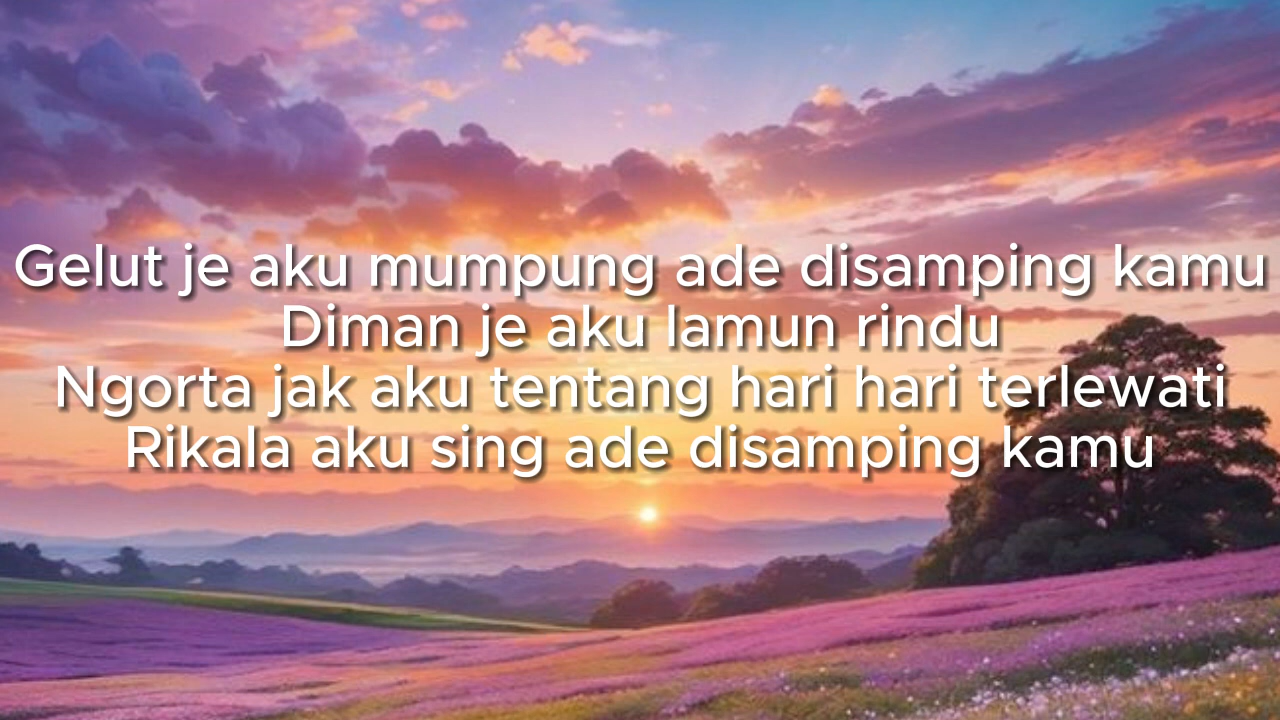 Gelut je aku mumpung ade disamping kamu
Diman je aku lamun rindu
Ngorta jak aku tentang hari hari terlewati
Rikala aku sing ade disamping kamu